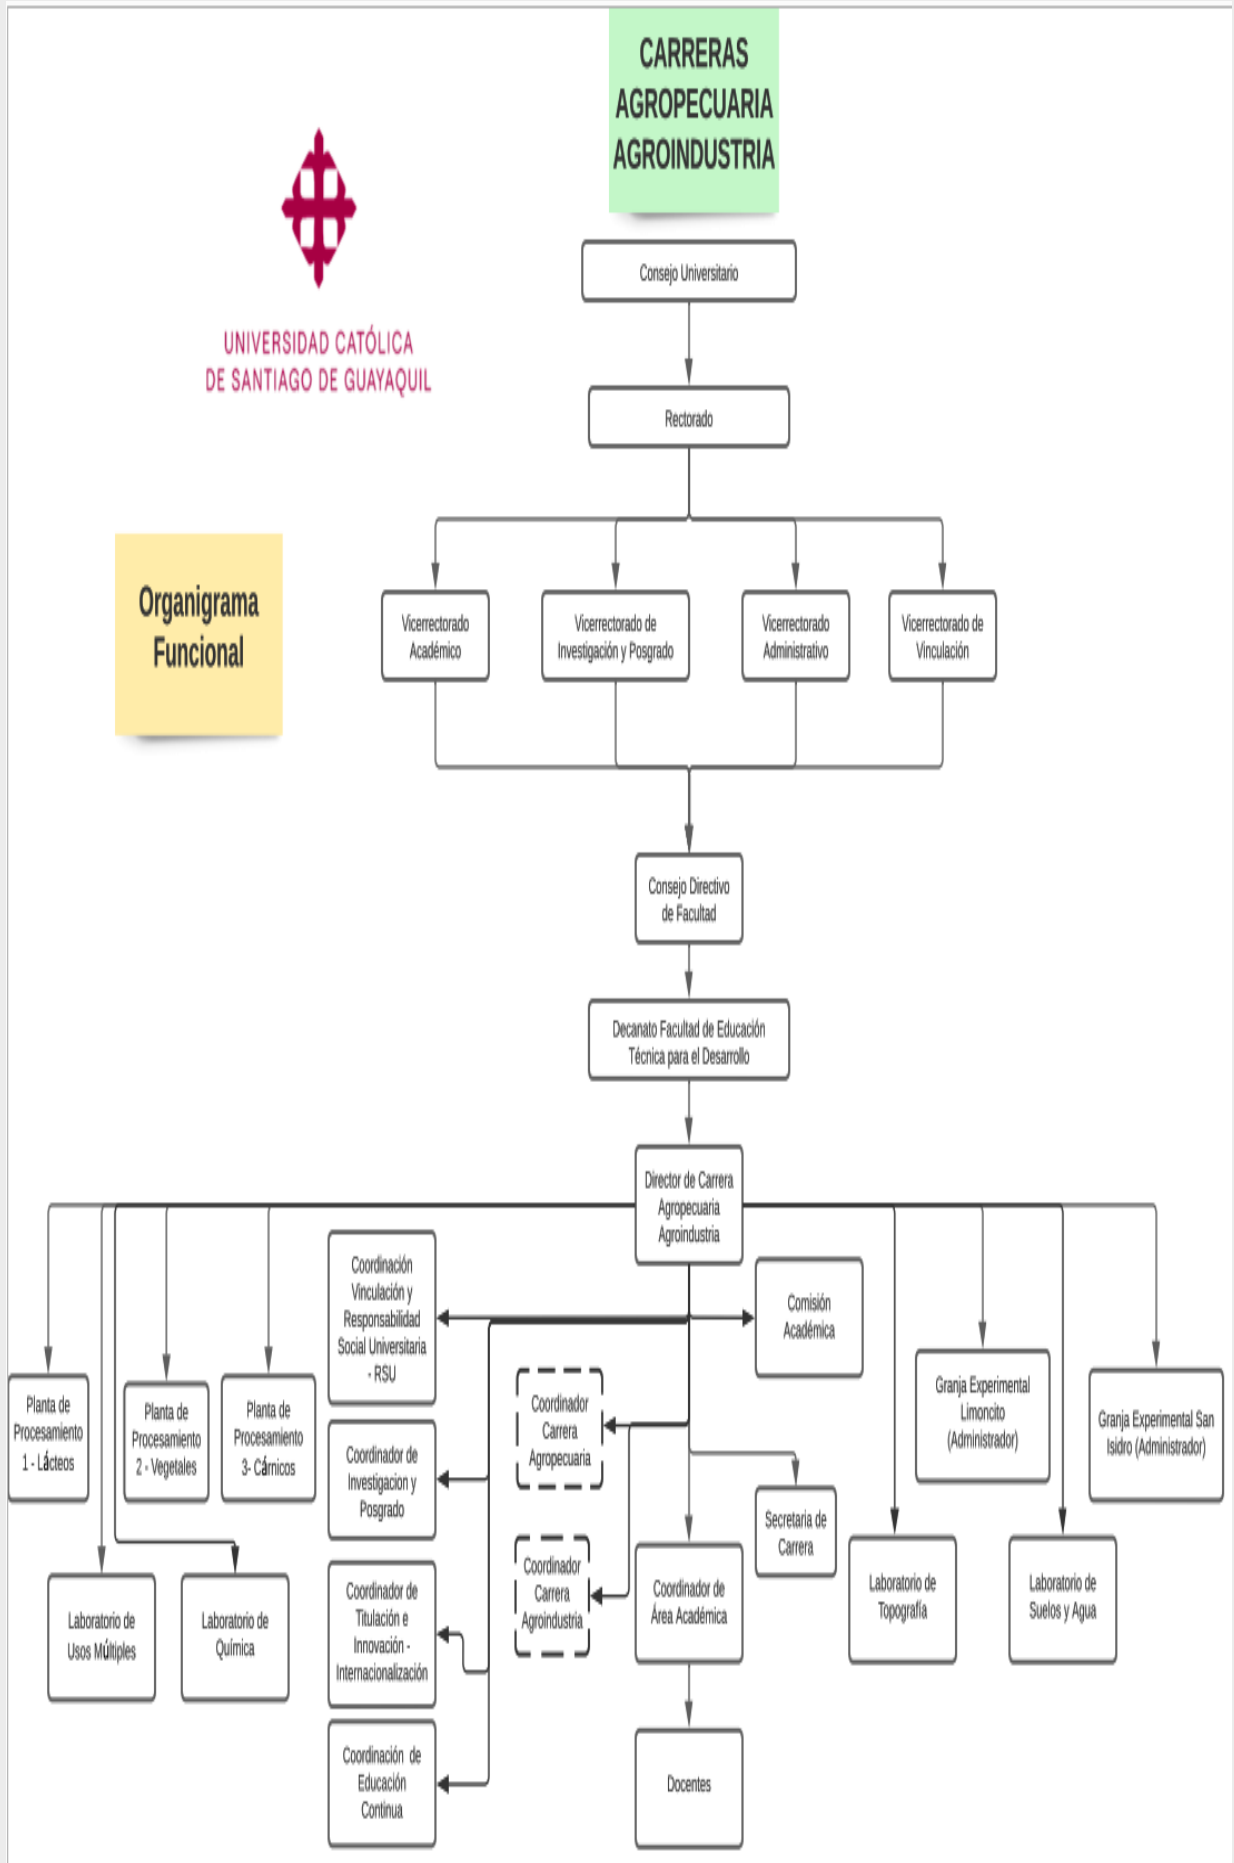 CARRERAS
AGROPECUARIA
AGROINDUSTRIA
UNIVERSIDAD CATÓLICA
DE SANTIAGO DE GUAYAQUIL
Organigrama
Funcional
Consejo Universitario
Rectorado
Vicerrectorado
Académico
Vicerrectorado de
Investigación y Posgrado
Vicerrectorado
Administrativo
Vicerrectorado de
Vinculación
Consejo Directivo
de Facultad
Decanato Facultad de Educación
Técnica para el Desarrollo
Director de Carrera
Agropecuaria
Agroindustria
Coordinación
Vinculación y
Responsabilidad
Social Universitaria
- RSU
Comisión
Académica
Planta de
Procesamiento
1 - Lácteos
Planta de
Procesamiento
2 - Vegetales
Planta de
Procesamiento
3- Cárnicos
Coordinador
Carrera
Agropecuaria
Granja Experimental
Limoncito
(Administrador)
Granja Experimental San
Isidro (Administrador)
Coordinador de
Investigacion y
Posgrado
Secretaria de
Carrera
Laboratorio de
Usos Múltiples
Laboratorio de
Química
Coordinador de
Titulación e
Innovación -
Internacionalización
Coordinador
Carrera
Agroindustria
Coordinador de
Área Académica
Laboratorio de
Topografía
Laboratorio de
Suelos y Agua
Coordinación de
Educación
Continua
Docentes